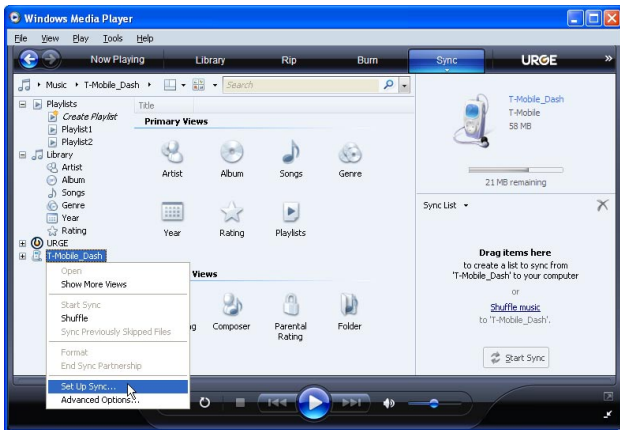 Windows Media Player
File View Play Tools Help
Now Playing Library Rip Burn Sync URGE »
Music T-Mobile_Dash Search
Playlists
Create Playlist
Playlist1
Playlist2
Library
Artist
Album
Songs
Genre
Year
Rating
URGE
T-Mobile_Dash
Title
Primary Views
Artist Album Songs Genre
Year Rating Playlists
Views
Composer Parental Rating Folder
Open
Show More Views
Start Sync
Shuffle
Sync Previously Skipped Files
Format
End Sync Partnership
Set Up Sync...
Advanced Options...
T-Mobile_Dash
T-Mobile
58 MB
21 MB remaining
Sync List
Drag items here
to create a list to sync from
'T-Mobile_Dash' to your computer
or
Shuffle music
to 'T-Mobile_Dash'.
Start Sync